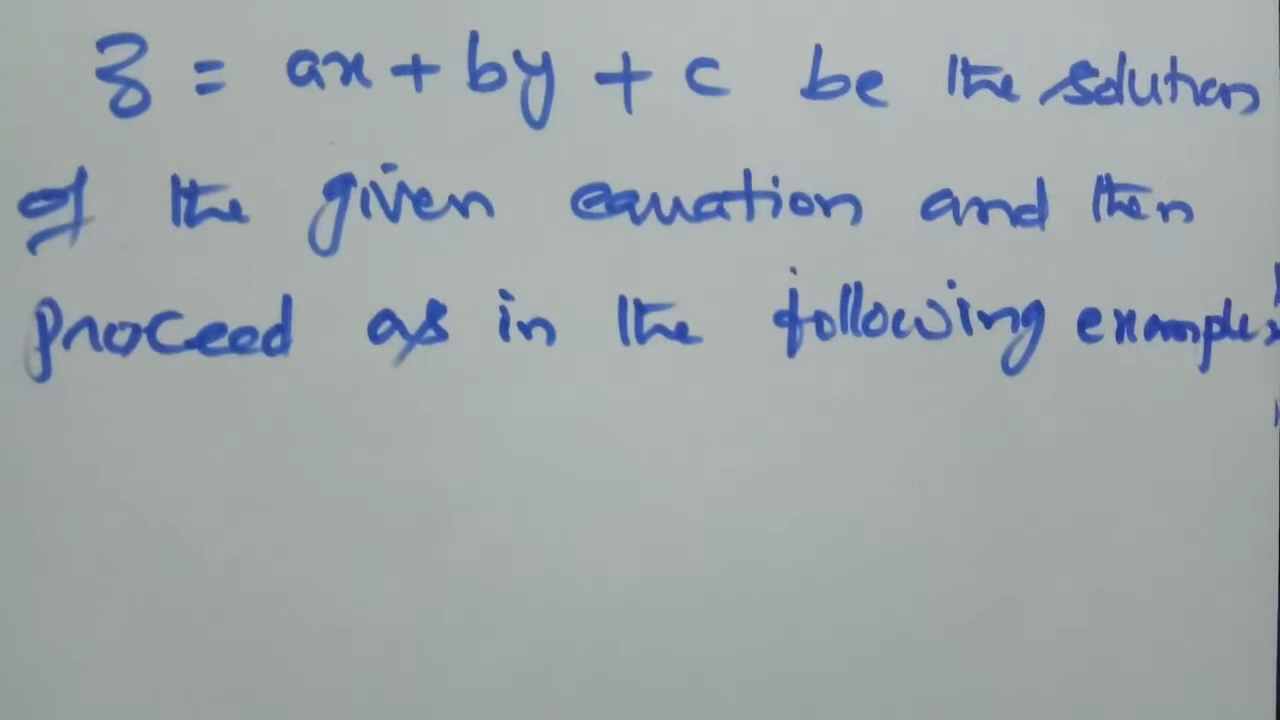 z = ax + by + c be the solution
of the given equation and then
proceed as in the following examples